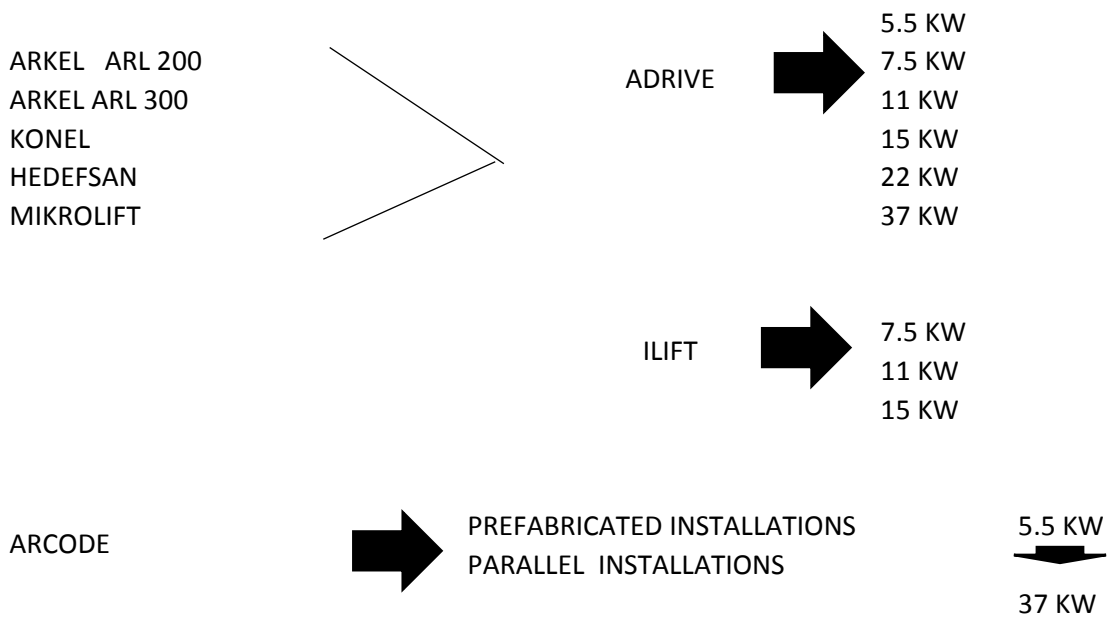 ARKEL ARL 200
ARKEL ARL 300
KONEL
HEDEFSAN
MIKROLIFT
ADRIVE
5.5 KW
7.5 KW
11 KW
15 KW
22 KW
37 KW
ILIFT
7.5 KW
11 KW
15 KW
ARCODE
PREFABRICATED INSTALLATIONS
PARALLEL INSTALLATIONS
5.5 KW
37 KW